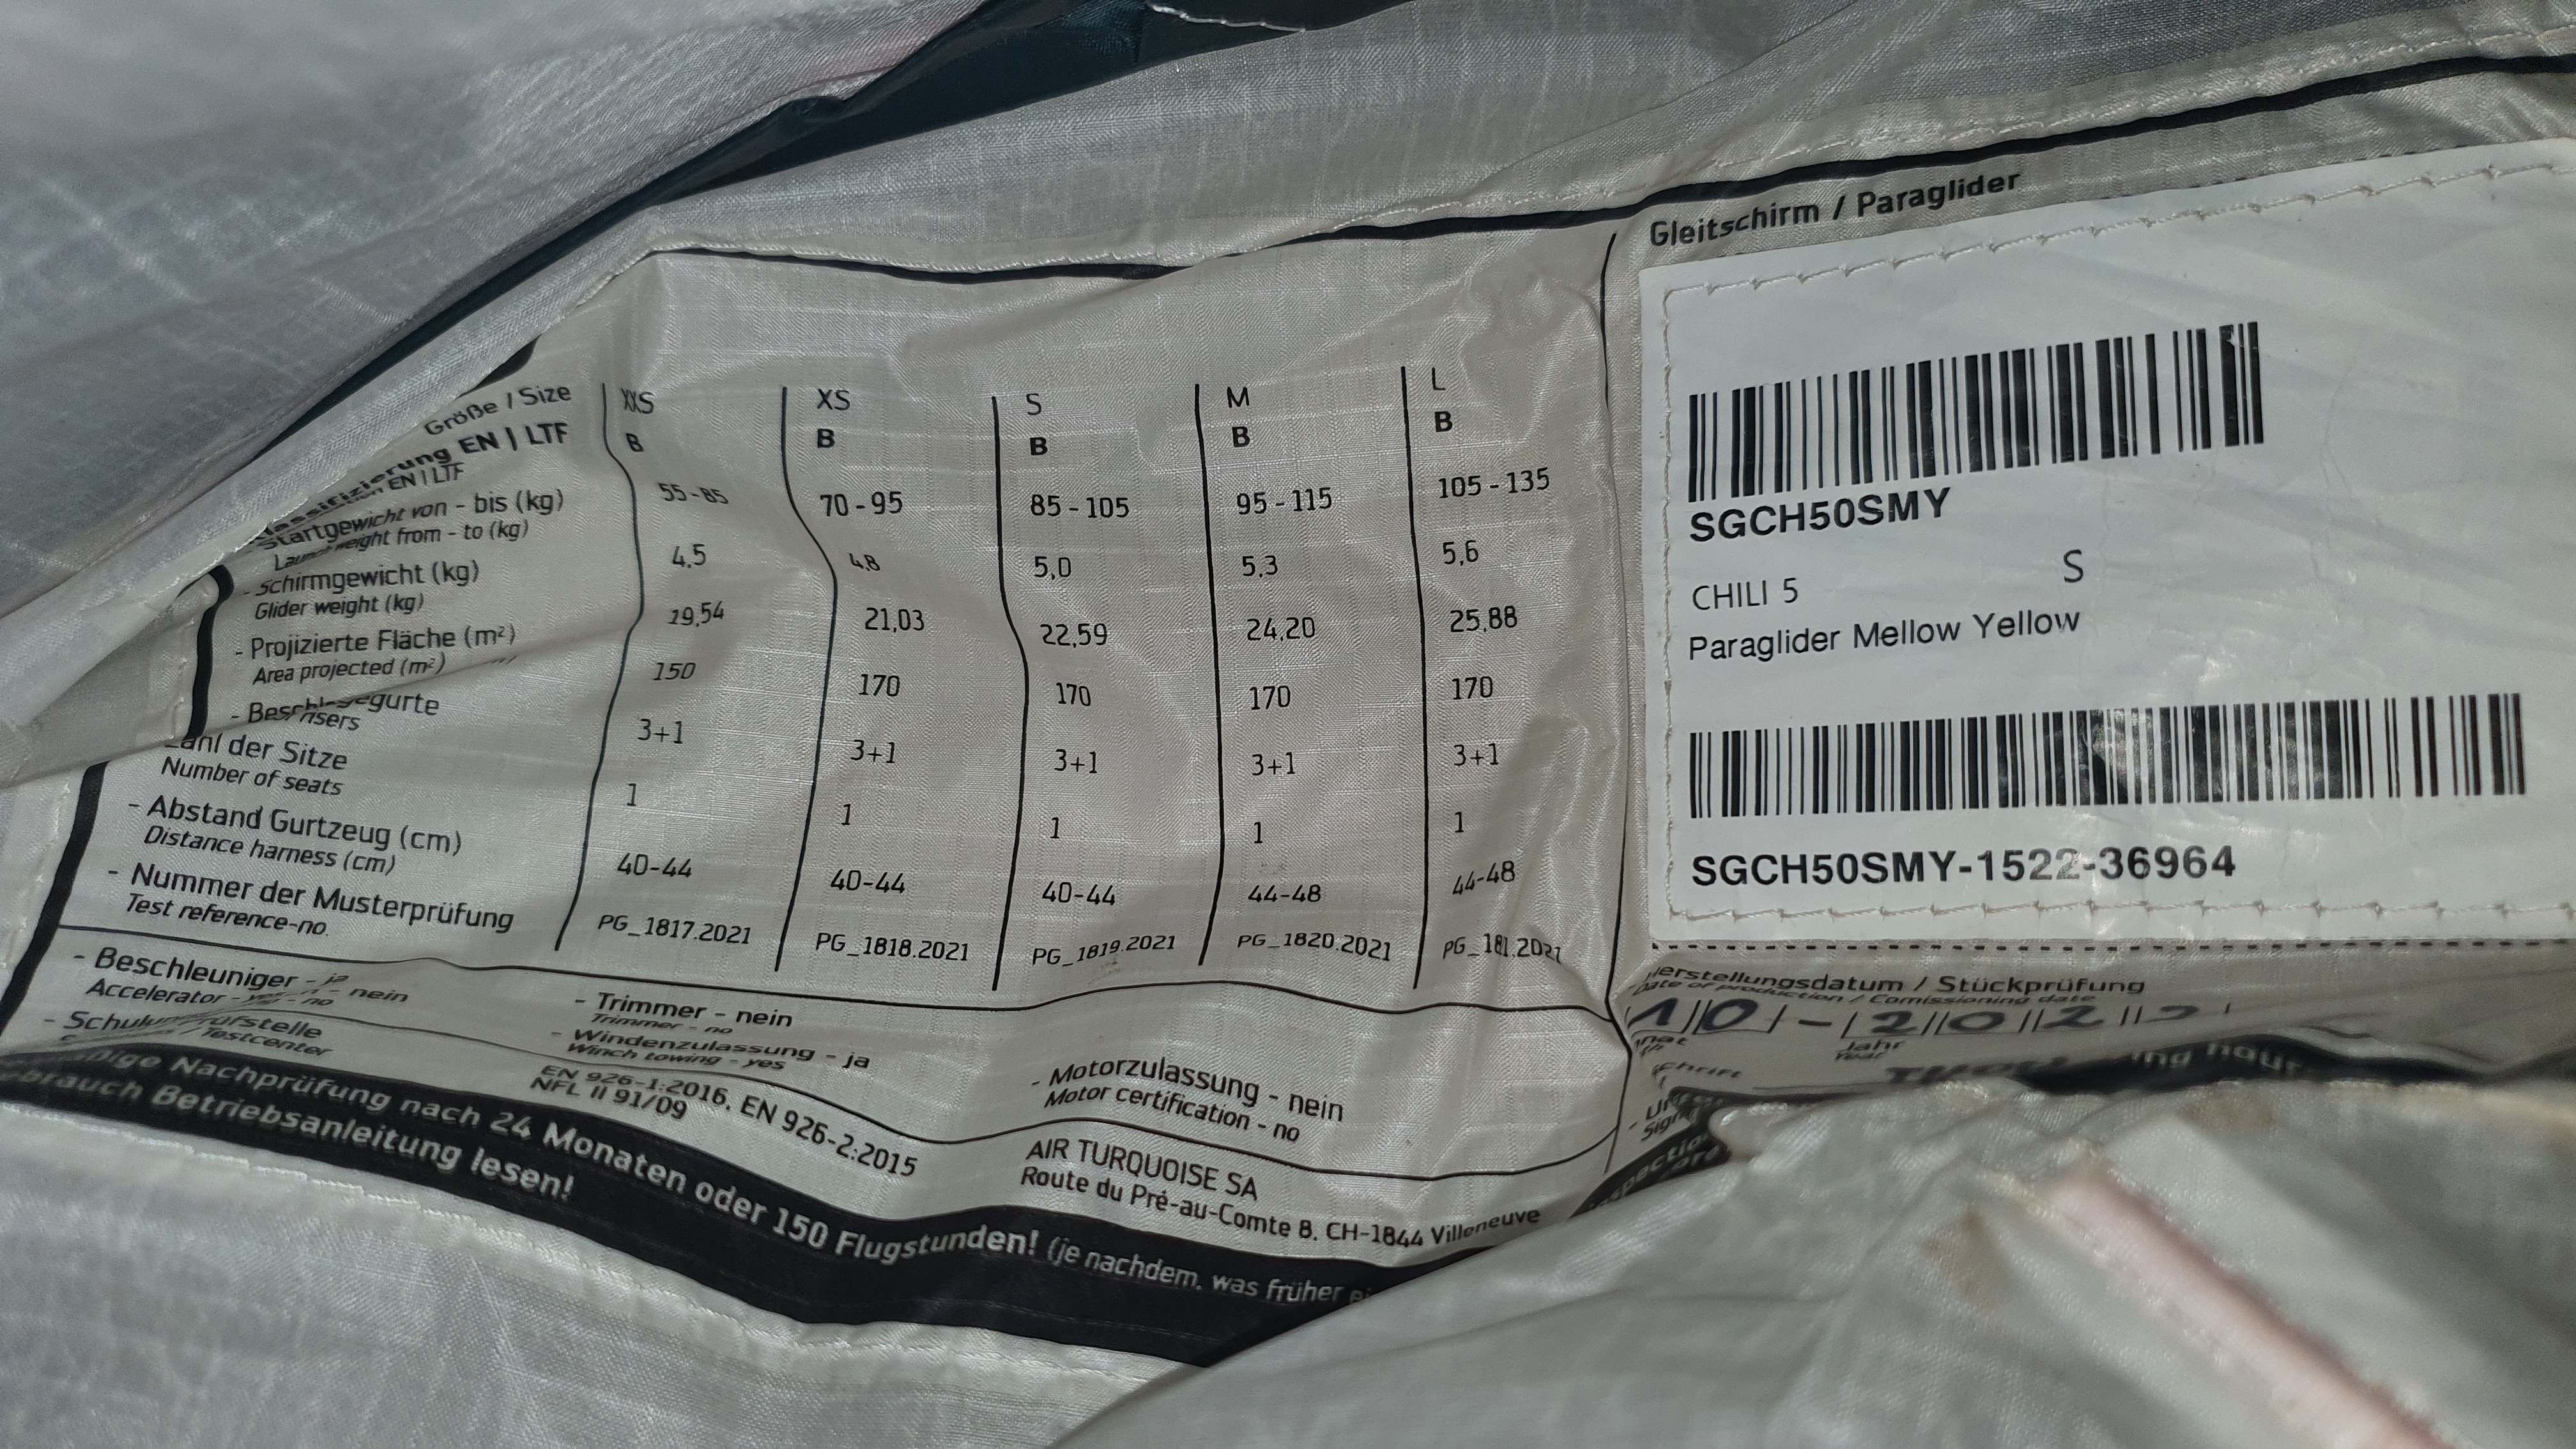 Größe / Size XXS XS S M L
EN | LTF B B B B B
EN | LTF
Startgewicht von - bis (kg) 55-85 70-95 85-105 95-115 105-135
weight from - to (kg)
- Schirmgewicht (kg) 4,5 4,8 5,0 5,3 5,6
Glider weight (kg)
- Projizierte Fläche (m²) 19,54 21,03 22,59 24,20 25,88
Area projected (m²)
150 170 170 170 170
risers
3+1 3+1 3+1 3+1 3+1
der Sitze
Number of seats 1 1 1 1 1
- Abstand Gurtzeug (cm) 40-44 40-44 40-44 44-48 44-48
Distance harness (cm)
- Nummer der Musterprüfung PG_1817.2021 PG_1818.2021 PG_1819.2021 PG_1820.2021 PG_181.2021
Test reference-no.
- Beschleuniger - ja - nein
Accelerator - - no
- Trimmer - nein
Trimmer - no
- Windenzulassung - ja
Winch towing - yes
- Motorzulassung - nein
Motor certification - no
Testcenter
EN 926-1:2016, EN 926-2:2015
NFL II 91/09
AIR TURQUOISE SA
Route du Pré-au-Comte 8, CH-1844 Villeneuve
Nachprüfung nach 24 Monaten oder 150 Flugstunden! (je nachdem, was früher
Betriebsanleitung lesen!
Gleitschirm / Paraglider
SGCH50SMY
CHILI 5 S
Paraglider Mellow Yellow
SGCH50SMY-1522-36964
Herstellungsdatum / Stückprüfung
Date of production / Comissioning date
10 - 202
Jahr
Year